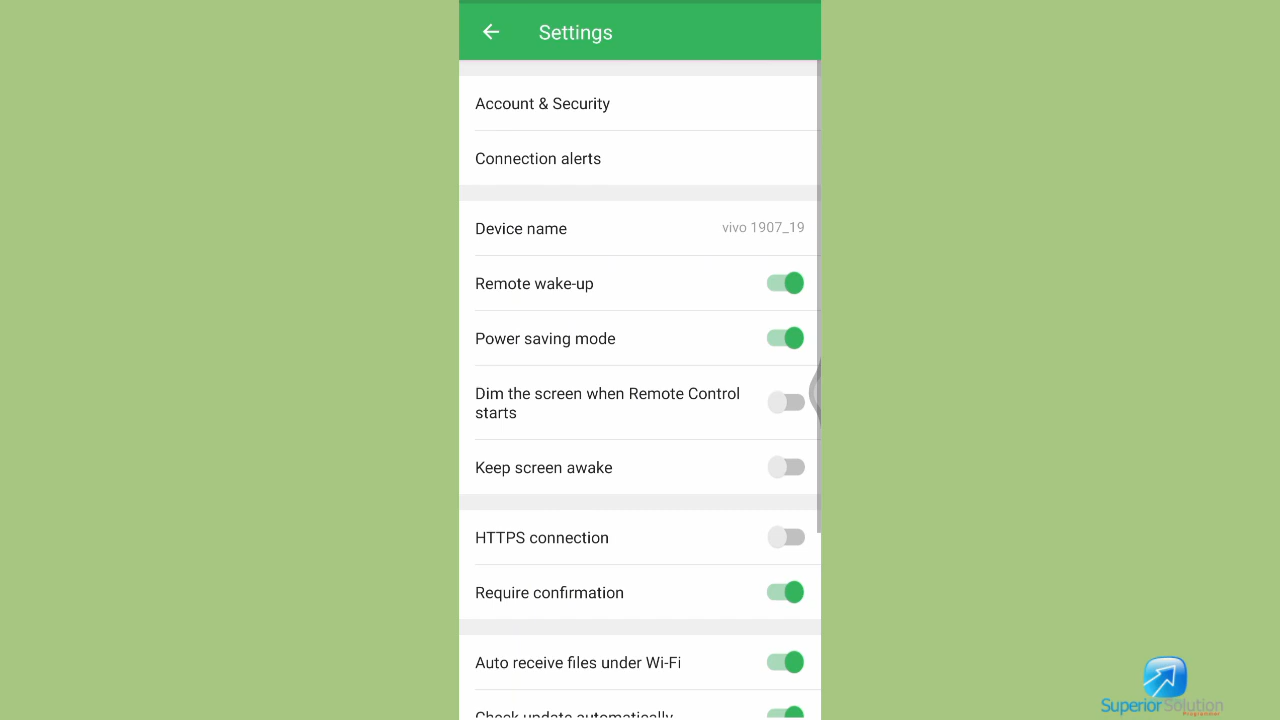 Settings
Account & Security
Connection alerts
Device name
vivo 1907_19
Remote wake-up
Power saving mode
Dim the screen when Remote Control
starts
Keep screen awake
HTTPS connection
Require confirmation
Auto receive files under Wi-Fi
Check update automatically
Superior Solution
Programmer